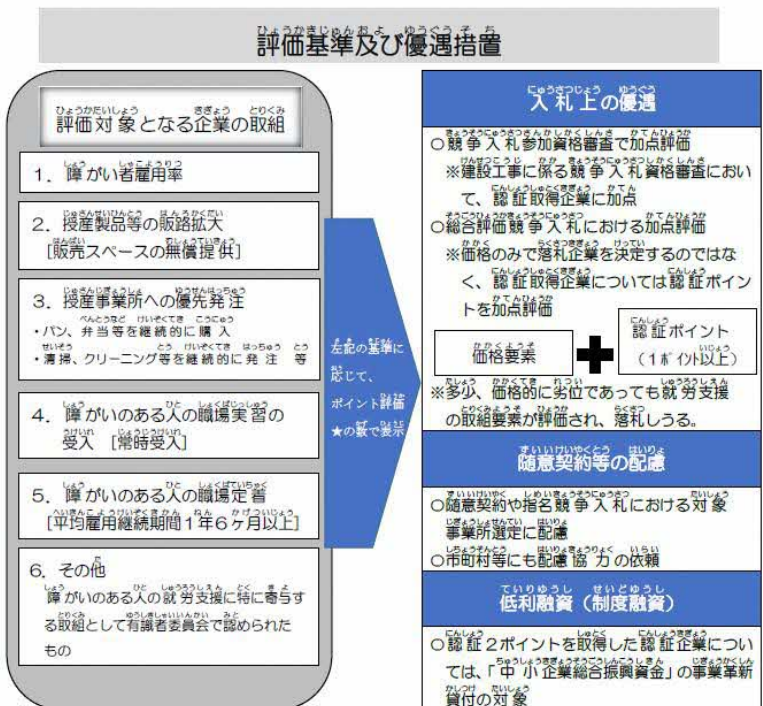 評価基準及び優遇措置
評価対象となる企業の取組
1．障がい者雇用率
2．授産製品等の販路拡大
[販売スペースの無償提供]
3．授産事業所への優先発注
・パン、弁当等を継続的に購入
・清掃、クリーニング等を継続的に発注 等
4．障がいのある人の職場実習の
受入 [常時受入]
5．障がいのある人の職場定着
[平均雇用継続期間1年6ヶ月以上]
6．その他
障がいのある人の就労支援に特に寄与す
る取組として有識者委員会で認められた
もの
左記の基準に
応じて、
ポイント評価
★の数で表示
入札上の優遇
○競争入札参加資格審査で加点評価
※建設工事に係る競争入札資格審査におい
て、認証取得企業に加点
○総合評価競争入札における加点評価
※価格のみで落札企業を決定するのではな
く、認証取得企業については認証ポイン
トを加点評価
価格要素
認証ポイント
（1ポイント以上）
※多少、価格的に劣位であっても就労支援
の取組要素が評価され、落札しうる。
随意契約等の配慮
○随意契約や指名競争入札における対象
事業所選定に配慮
○市町村等にも配慮協力の依頼
低利融資（制度融資）
○認証2ポイントを取得した認証企業につい
ては、「中小企業総合振興資金」の事業革新
貸付の対象